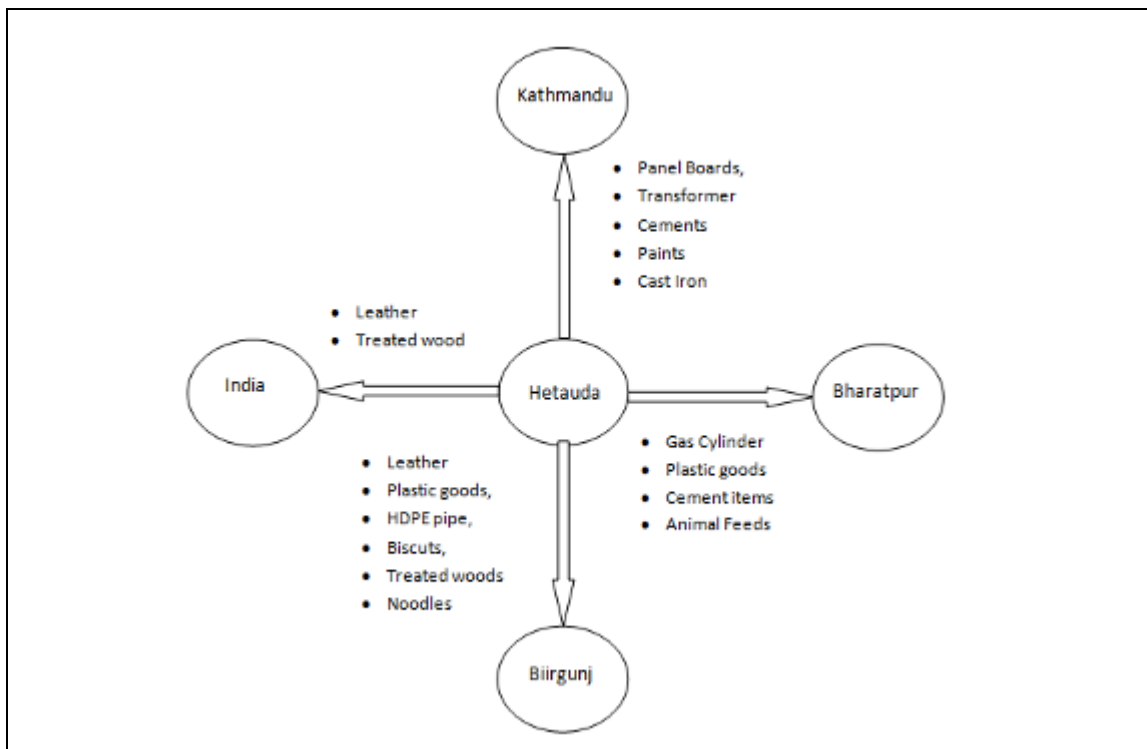 Kathmandu
● Panel Boards,
● Transformer
● Cements
● Paints
● Cast Iron
● Leather
● Treated wood
India
Hetauda
Bharatpur
● Leather
● Plastic goods,
● HDPE pipe,
● Biscuts,
● Treated woods
● Noodles
● Gas Cylinder
● Plastic goods
● Cement items
● Animal Feeds
Biirgunj